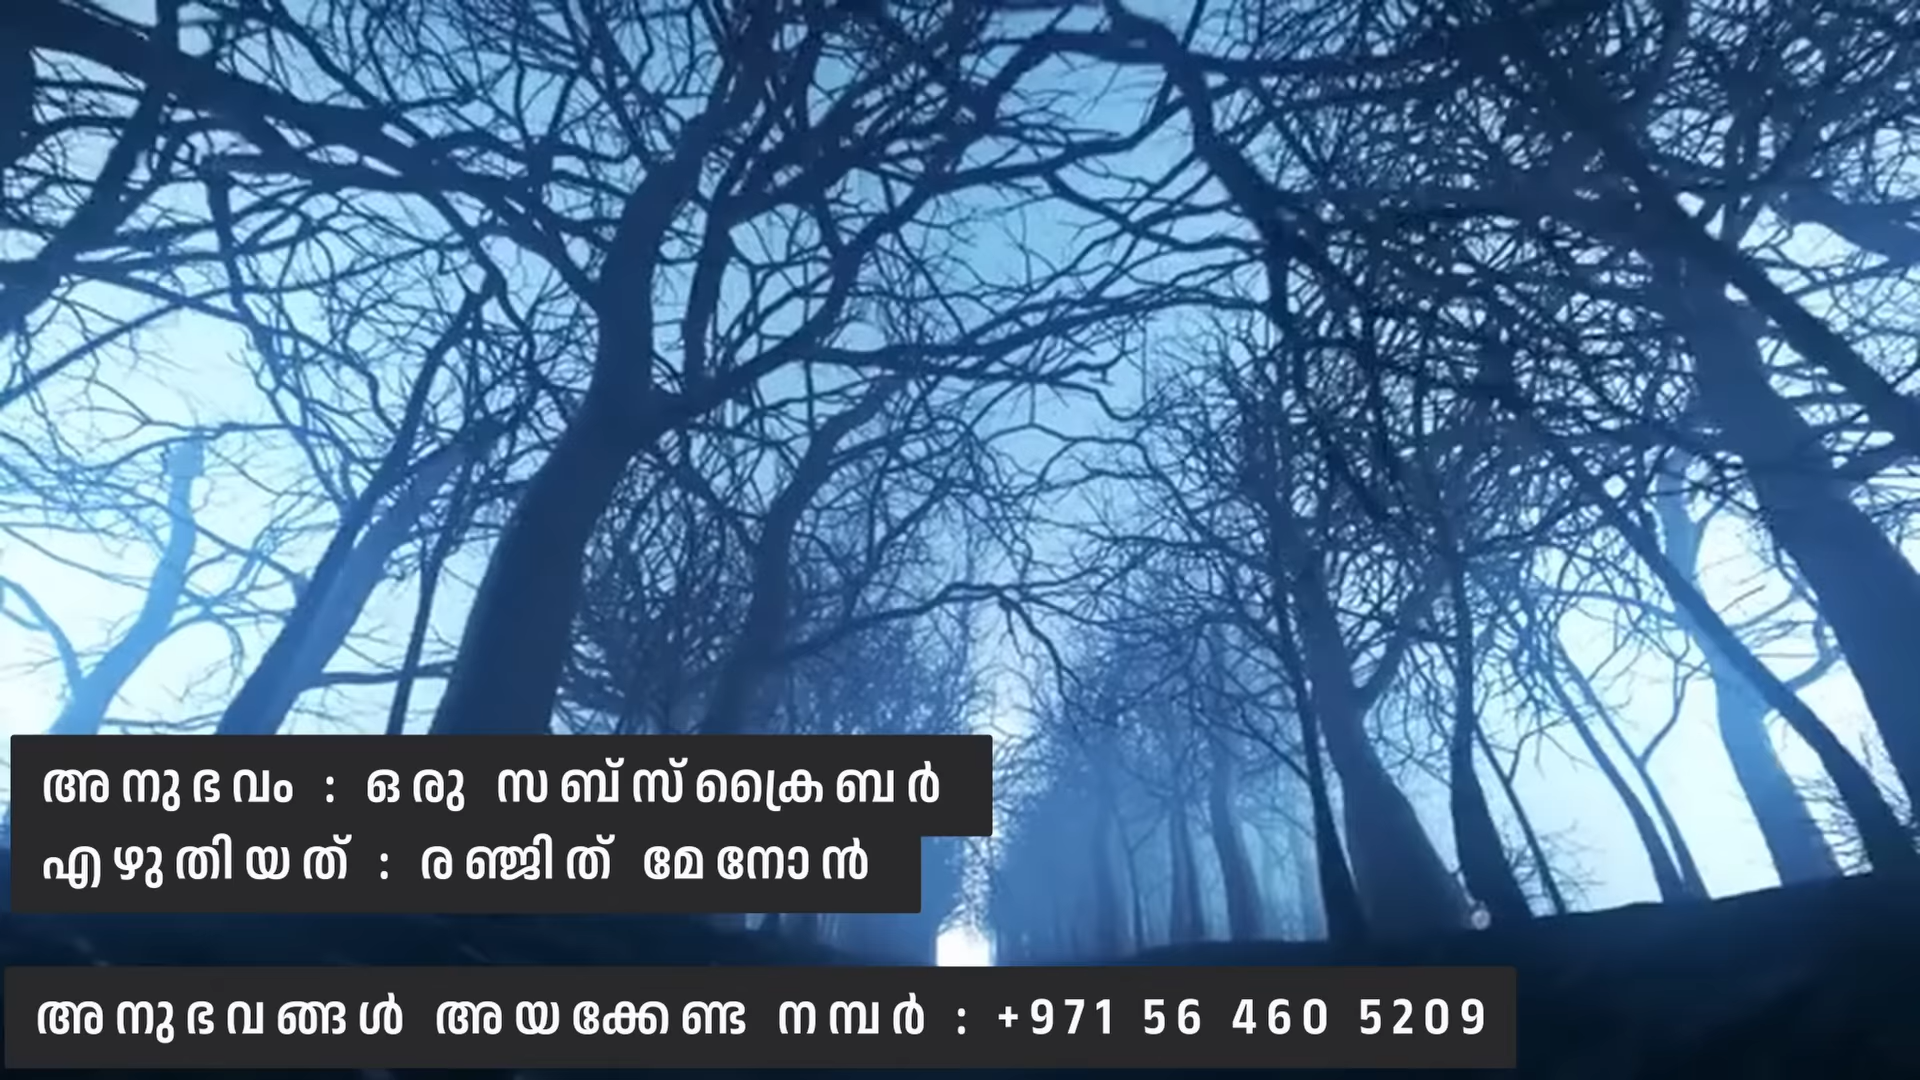 അനുഭവം : ഒരു സബ്സ്ക്രൈബർ
എഴുതിയത് : രഞ്ജിത് മേനോൻ
അനുഭവങ്ങൾ അയക്കേണ്ട നമ്പർ : +971 56 460 5209